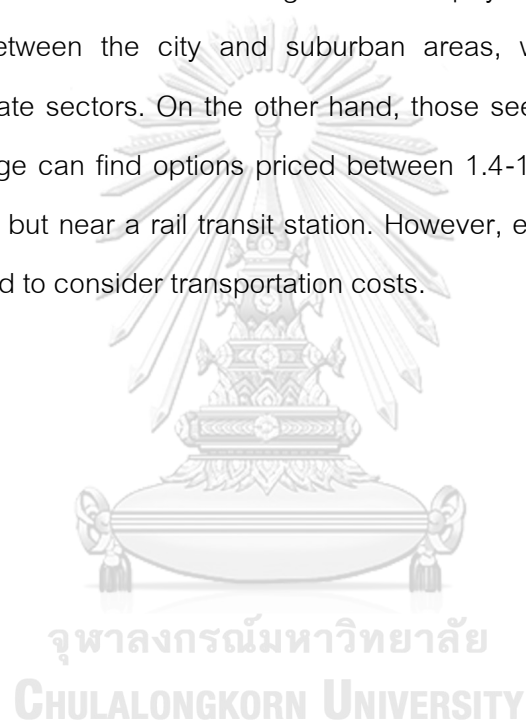 etween the city and suburban areas, v
ate sectors. On the other hand, those see
ge can find options priced between 1.4-1
but near a rail transit station. However, e
d to consider transportation costs.
จุฬาลงกรณ์มหาวิทยาลัย
CHULALONGKORN UNIVERSITY